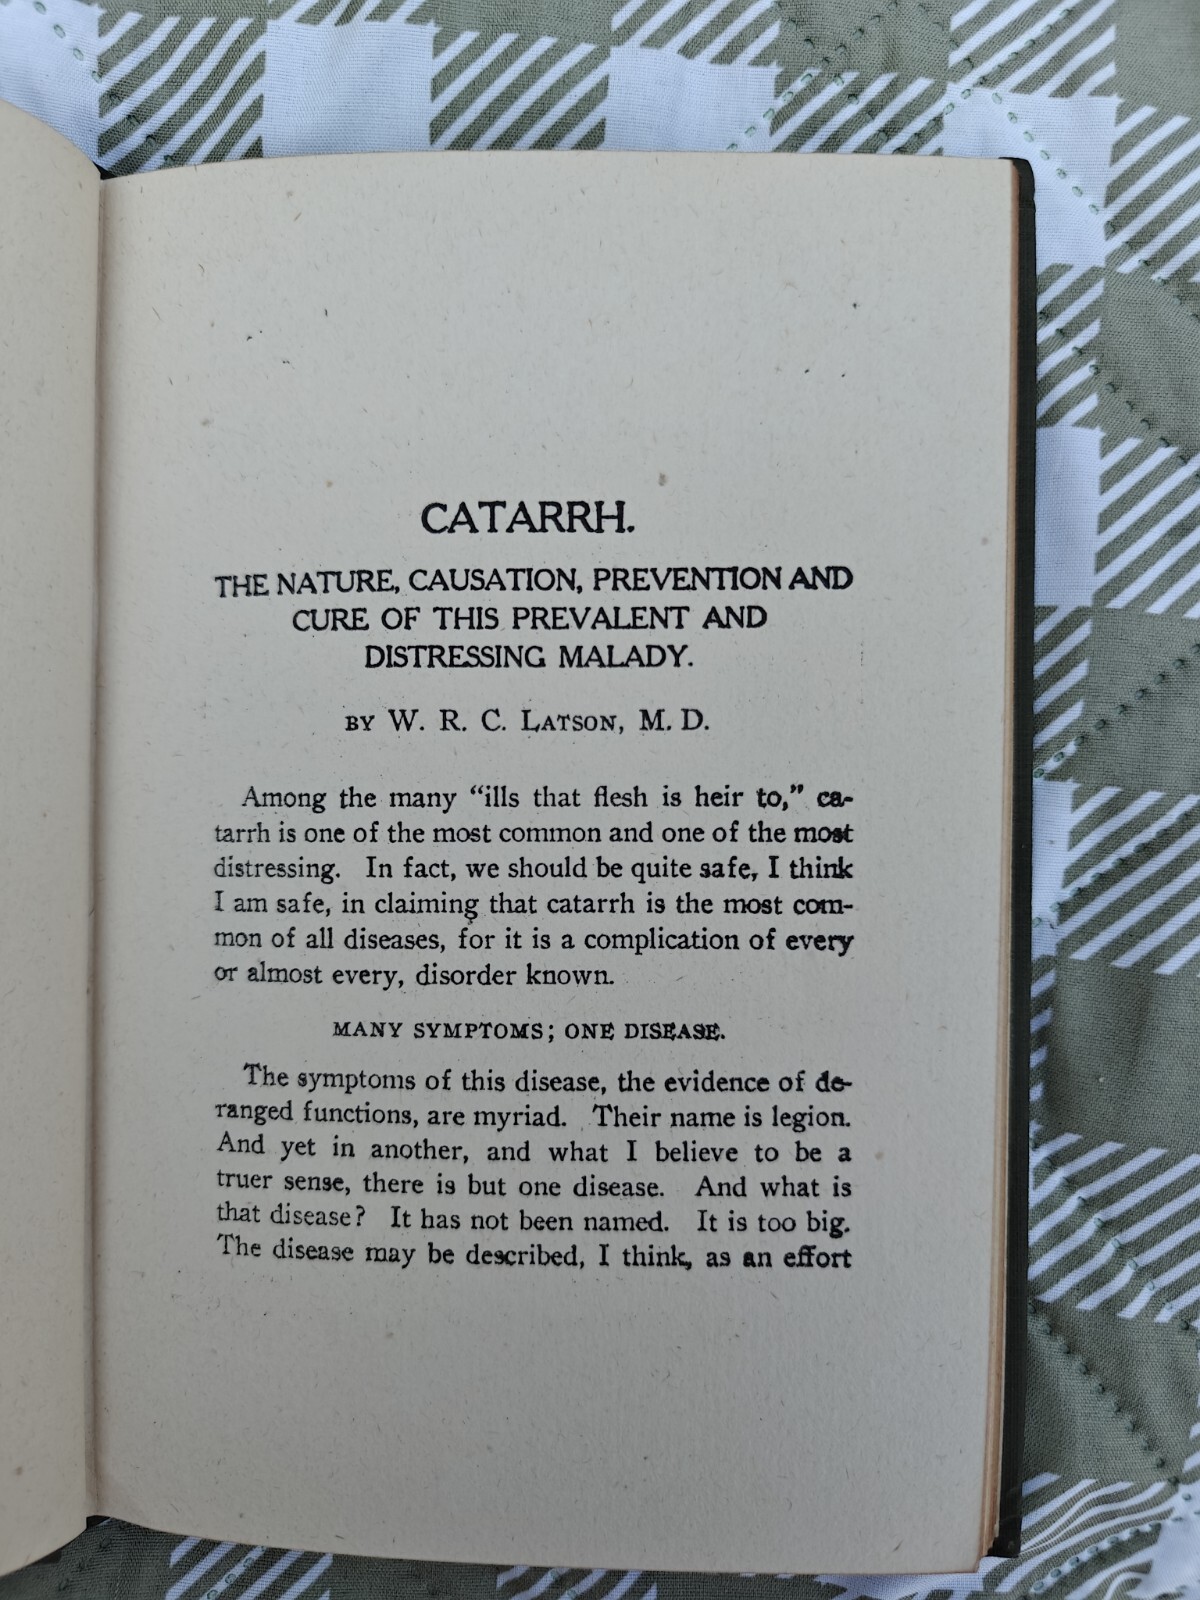 CATARRH.
THE NATURE, CAUSATION, PREVENTION AND
CURE OF THIS PREVALENT AND
DISTRESSING MALADY.
BY W. R. C. LATSON, M. D.
Among the many “ills that flesh is heir to,” ca-
tarrh is one of the most common and one of the most
distressing. In fact, we should be quite safe, I think
I am safe, in claiming that catarrh is the most com-
mon of all diseases, for it is a complication of every
or almost every, disorder known.
MANY SYMPTOMS; ONE DISEASE.
The symptoms of this disease, the evidence of de-
ranged functions, are myriad. Their name is legion.
And yet in another, and what I believe to be a
truer sense, there is but one disease. And what is
that disease? It has not been named. It is too big.
The disease may be described, I think, as an effort